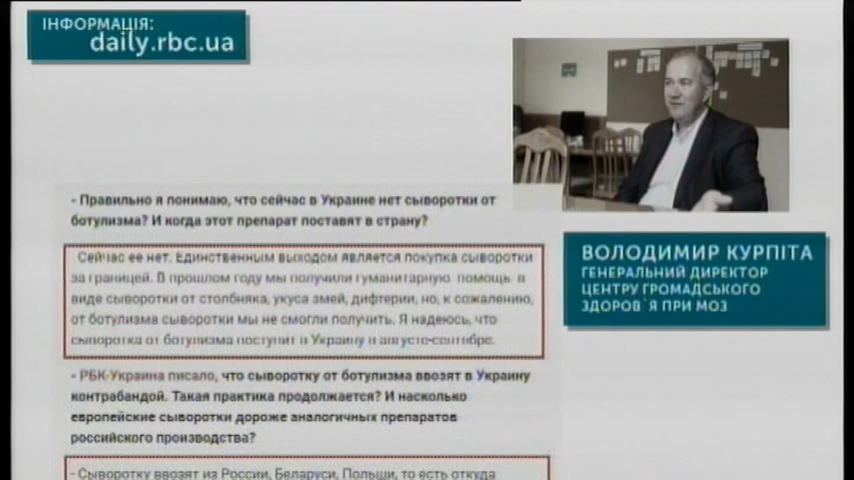 ІНФОРМАЦІЯ:
daily.rbc.ua
- Правильно я понимаю, что сейчас в Украине нет сыворотки от
ботулизма? И когда этот препарат поставят в страну?
Сейчас ее нет. Единственным выходом является покупка сыворотки
за границей. В прошлом году мы получили гуманитарную помощь в
виде сыворотки от столбняка, укуса змей, дифтерии, но, к сожалению,
от ботулизма сыворотки мы не смогли получить. Я надеюсь, что
сыворотка от ботулизма поступит в Украину в августе-сентябре.
- РБК-Украина писало, что сыворотку от ботулизма ввозят в Украину
контрабандой. Такая практика продолжается? И насколько
европейские сыворотки дороже аналогичных препаратов
российского производства?
- Сыворотку ввозят из России, Беларуси, Польши, то есть откуда
ВОЛОДИМИР КУРПІТА
ГЕНЕРАЛЬНИЙ ДИРЕКТОР
ЦЕНТРУ ГРОМАДСЬКОГО
ЗДОРОВ`Я ПРИ МОЗ